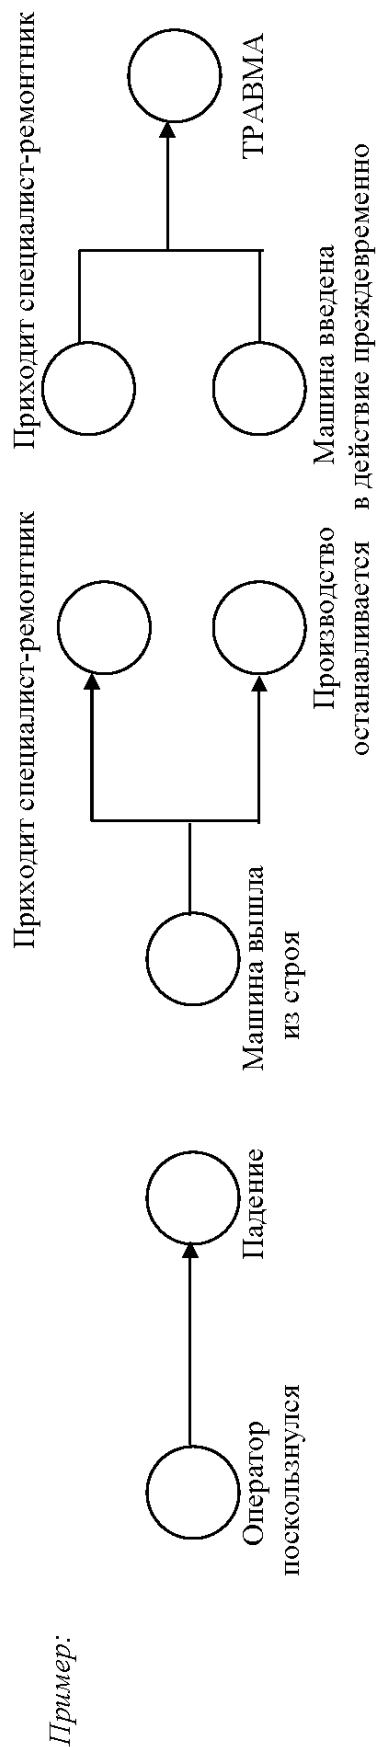 Пример:
Оператор
поскользнулся
Падение
Машина вышла
из строя
Приходит специалист-ремонтник
Производство
останавливается
Приходит специалист-ремонтник
Машина введена
в действие преждевременно
ТРАВМА